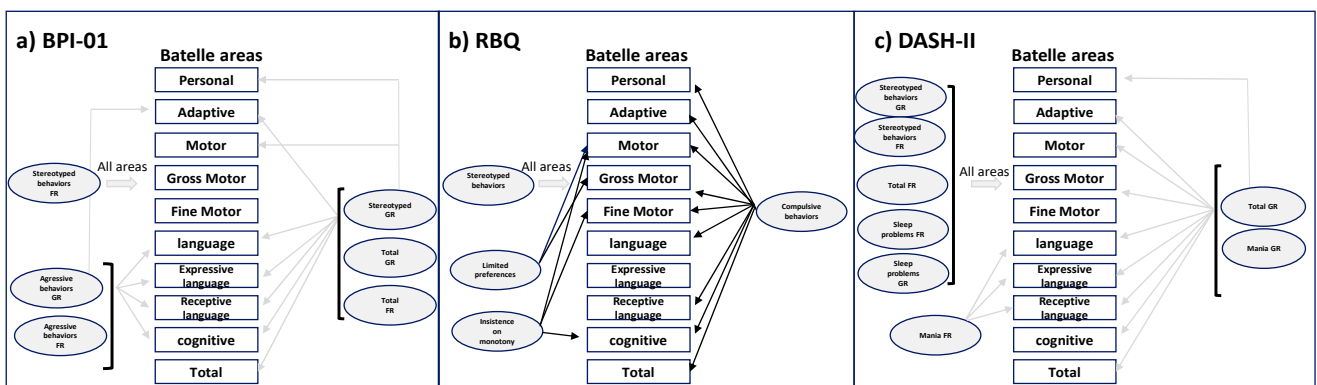 a) BPI-01
Batelle areas
Personal
Adaptive
Motor
Gross Motor
Fine Motor
language
Expressive
language
Receptive
language
cognitive
Total
All areas
Stereotyped
behaviors
FR
Agressive
behaviors
GR
Agressive
behaviors
FR
Stereotyped
GR
Total
GR
Total
FR
b) RBQ
Batelle areas
Personal
Adaptive
Motor
Gross Motor
Fine Motor
language
Expressive
language
Receptive
language
cognitive
Total
All areas
Stereotyped
behaviors
Limited
preferences
Insistence
on
monotony
Compulsive
behaviors
c) DASH-II
Batelle areas
Personal
Adaptive
Motor
Gross Motor
Fine Motor
language
Expressive
language
Receptive
language
cognitive
Total
All areas
Stereotyped
behaviors
GR
Stereotyped
behaviors
FR
Total FR
Sleep
problems FR
Sleep
problems
GR
Mania FR
Total GR
Mania GR